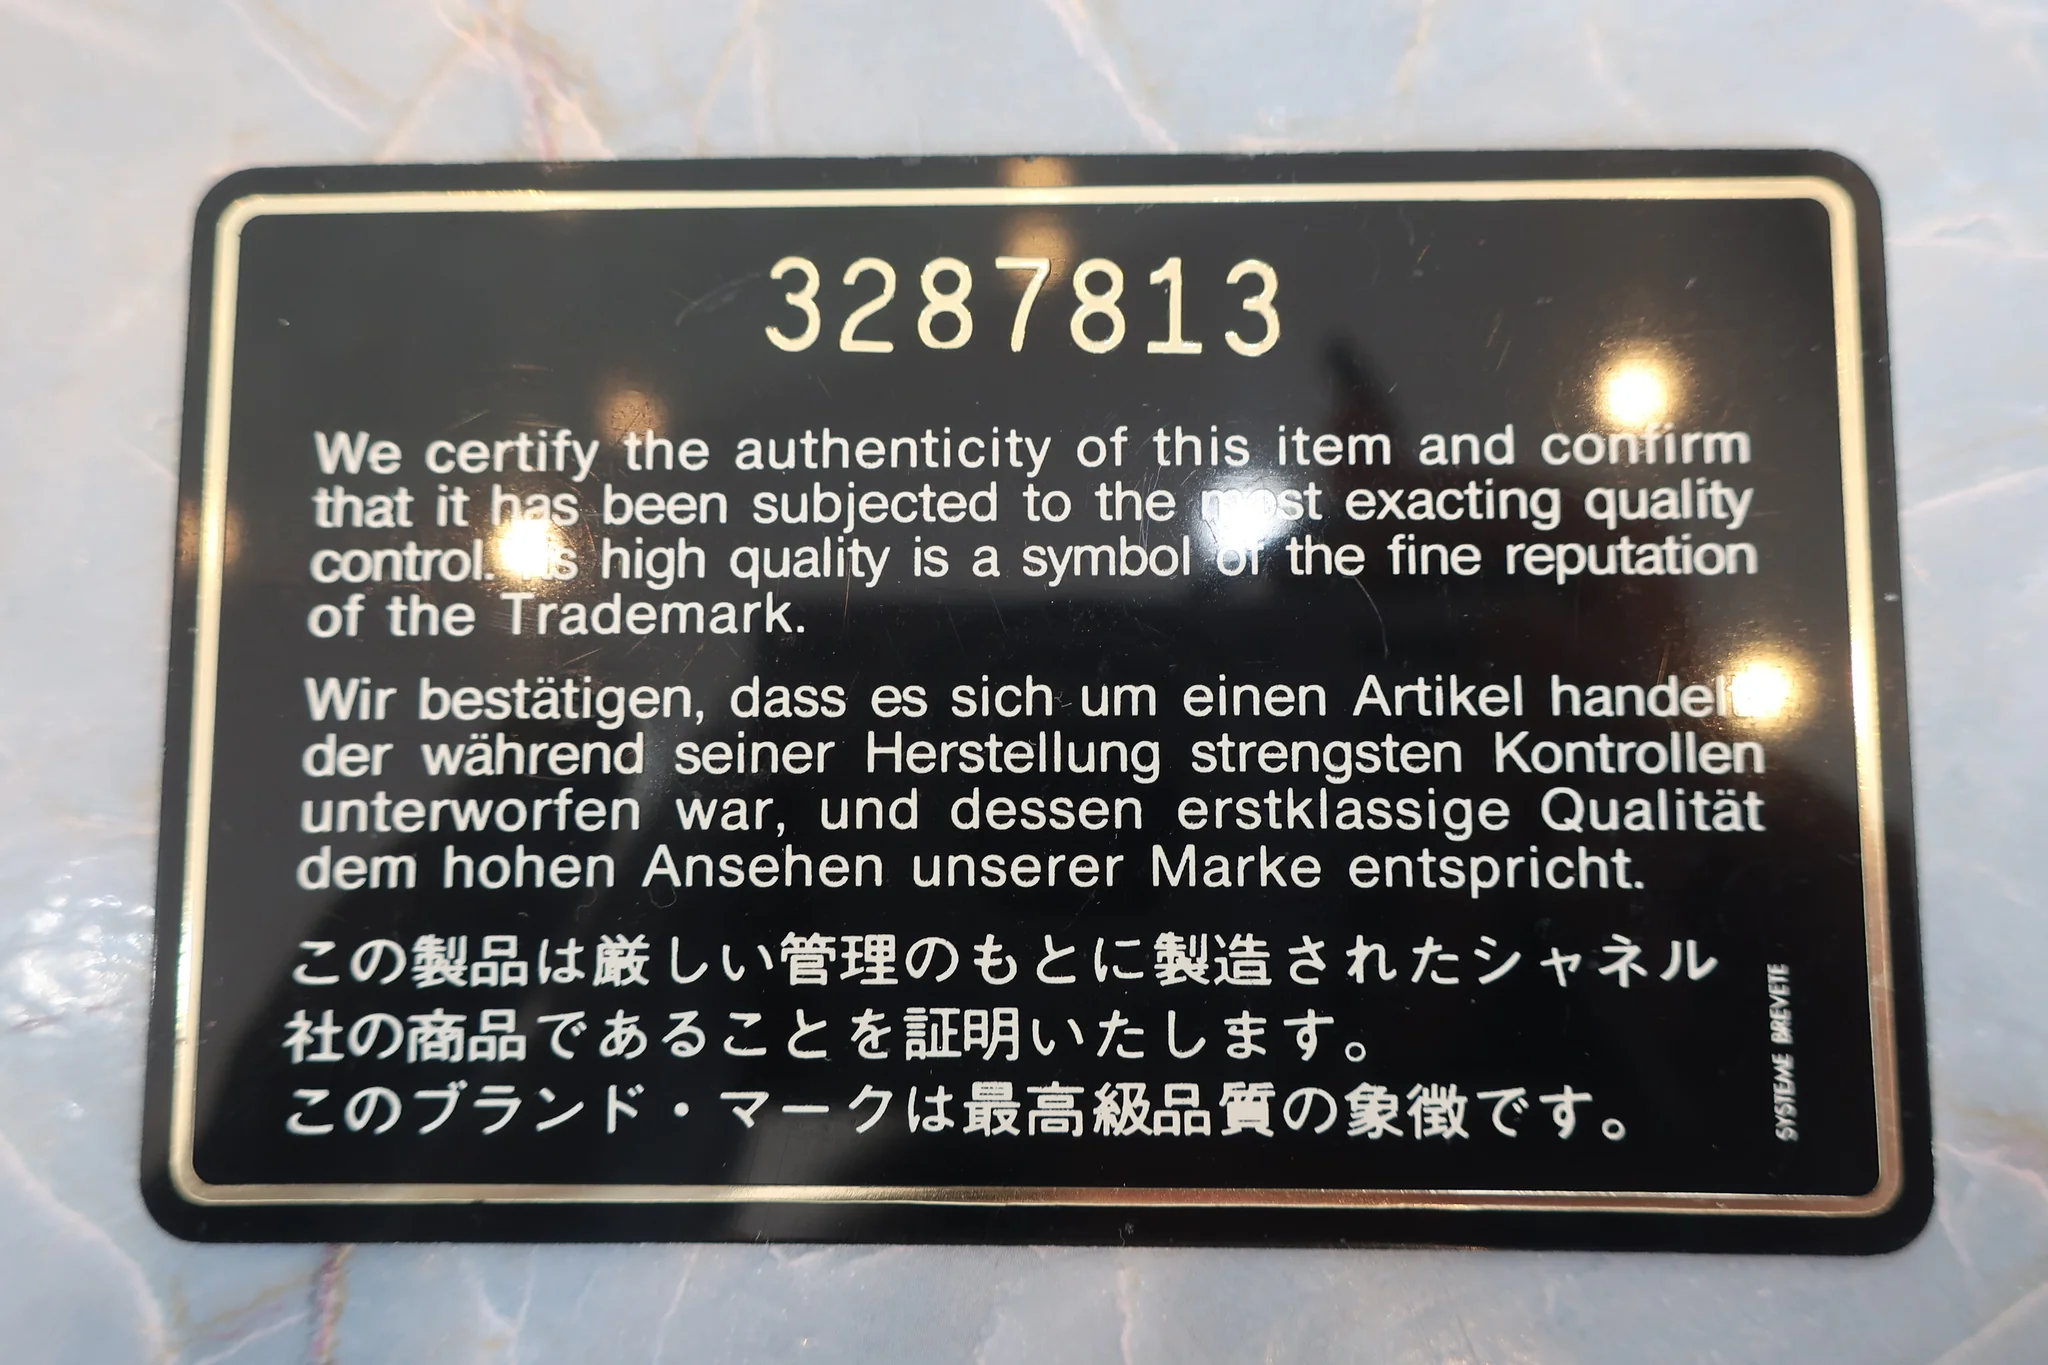 3287813
We certify the authenticity of this item and confirm
that it has been subjected to the most exacting quality
control. Its high quality is a symbol of the fine reputation
of the Trademark.
Wir bestätigen, dass es sich um einen Artikel handelt,
der während seiner Herstellung strengsten Kontrollen
unterworfen war, und dessen erstklassige Qualität
dem hohen Ansehen unserer Marke entspricht.
この製品は厳しい管理のもとに製造されたシャネル
社の商品であることを証明いたします。
このブランド・マークは最高級品質の象徴です。
SYSTEME BREVETE